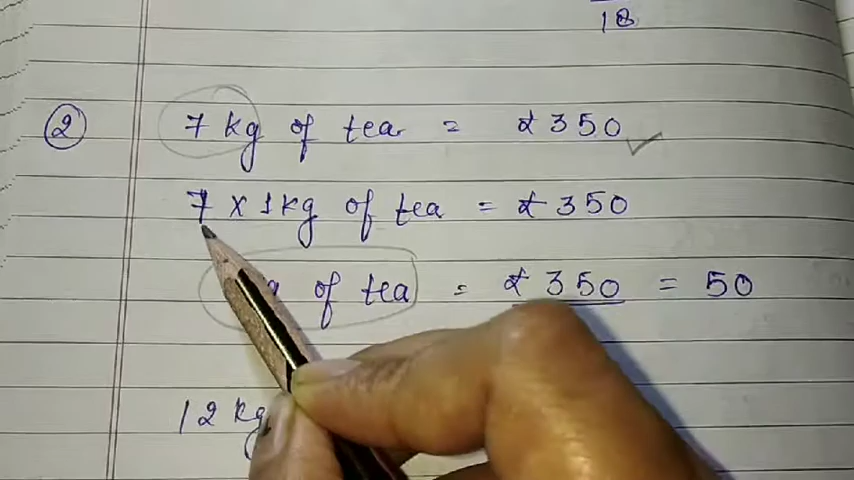 18
② 7 kg of tea = ₹ 350 ✓
7 x 1 kg of tea = ₹ 350
of tea = ₹ 350 = 50
12 kg